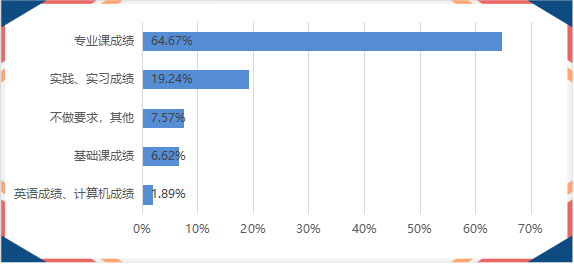 专业课成绩 64.67%
实践、实习成绩 19.24%
不做要求，其他 7.57%
基础课成绩 6.62%
英语成绩、计算机成绩 1.89%
0% 10% 20% 30% 40% 50% 60% 70%